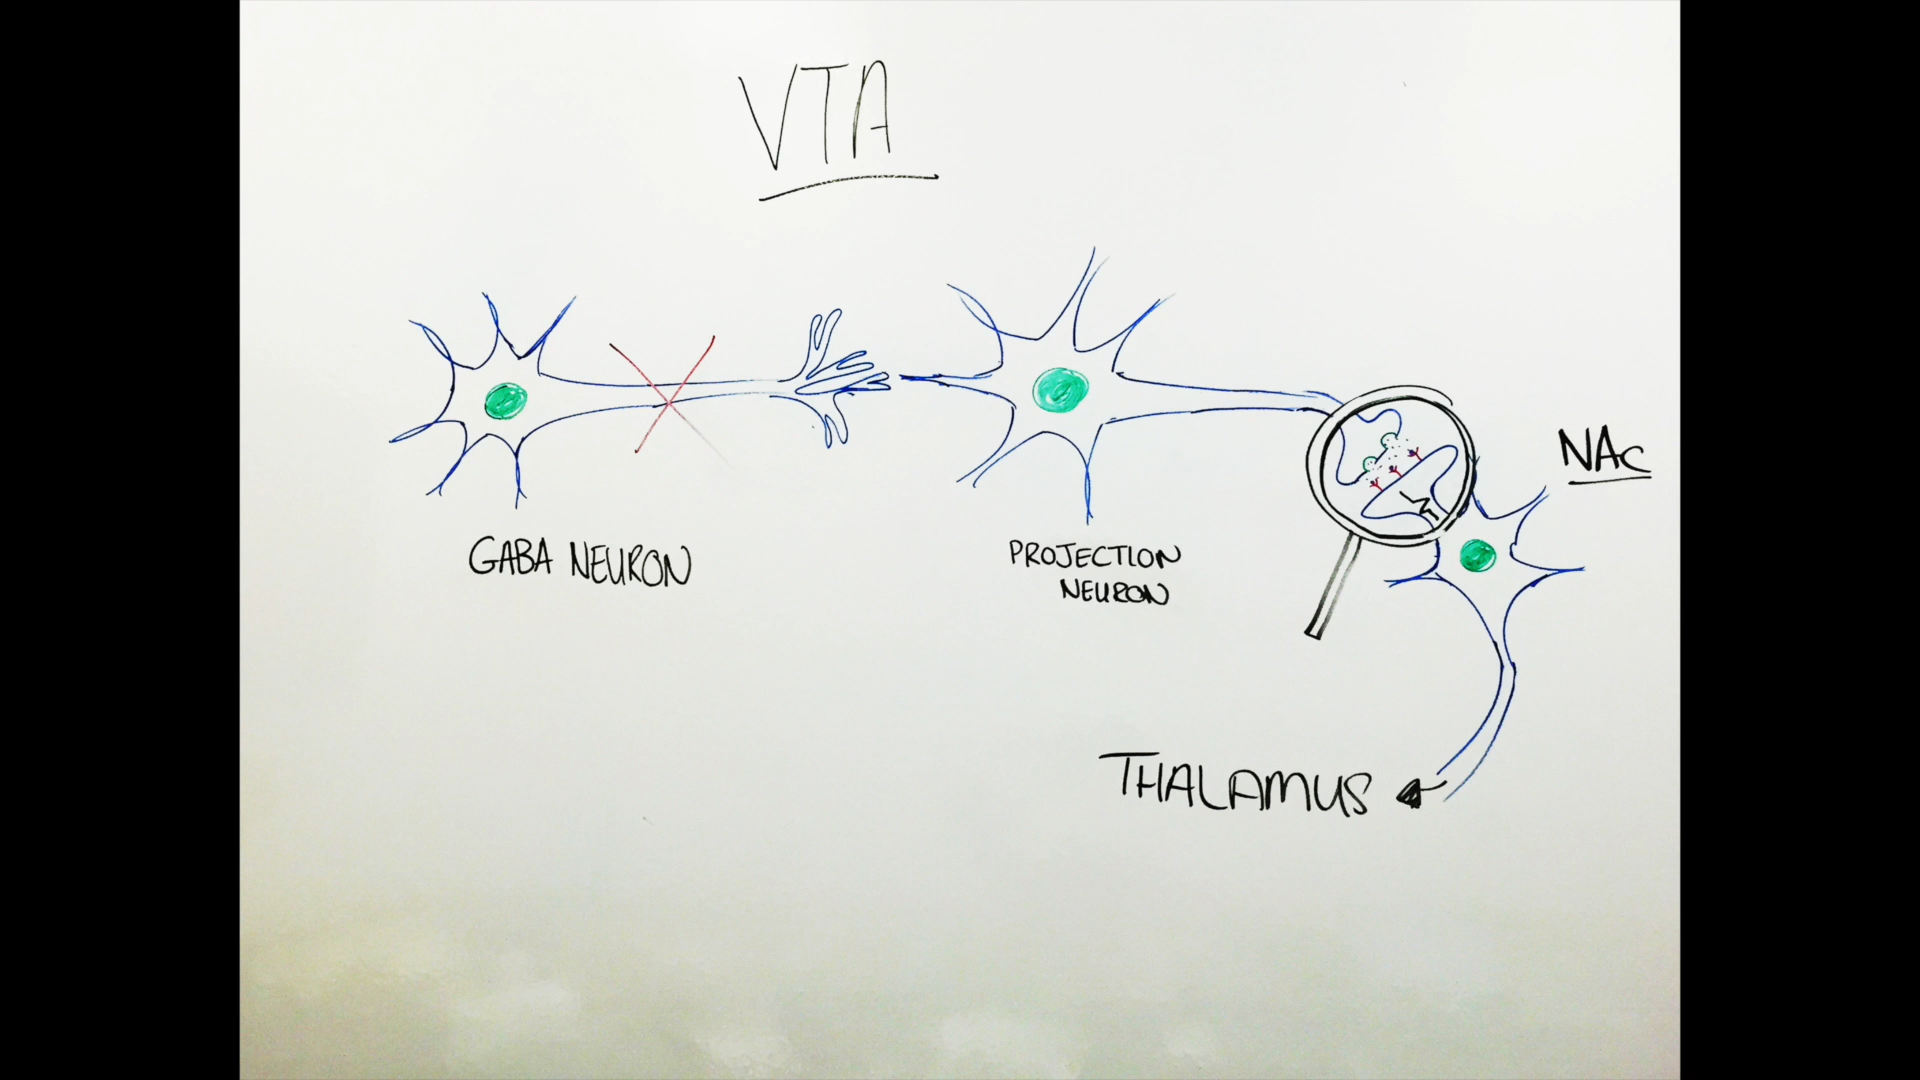 VTA
NAc
GABA NEURON
PROJECTION
NEURON
THALAMUS